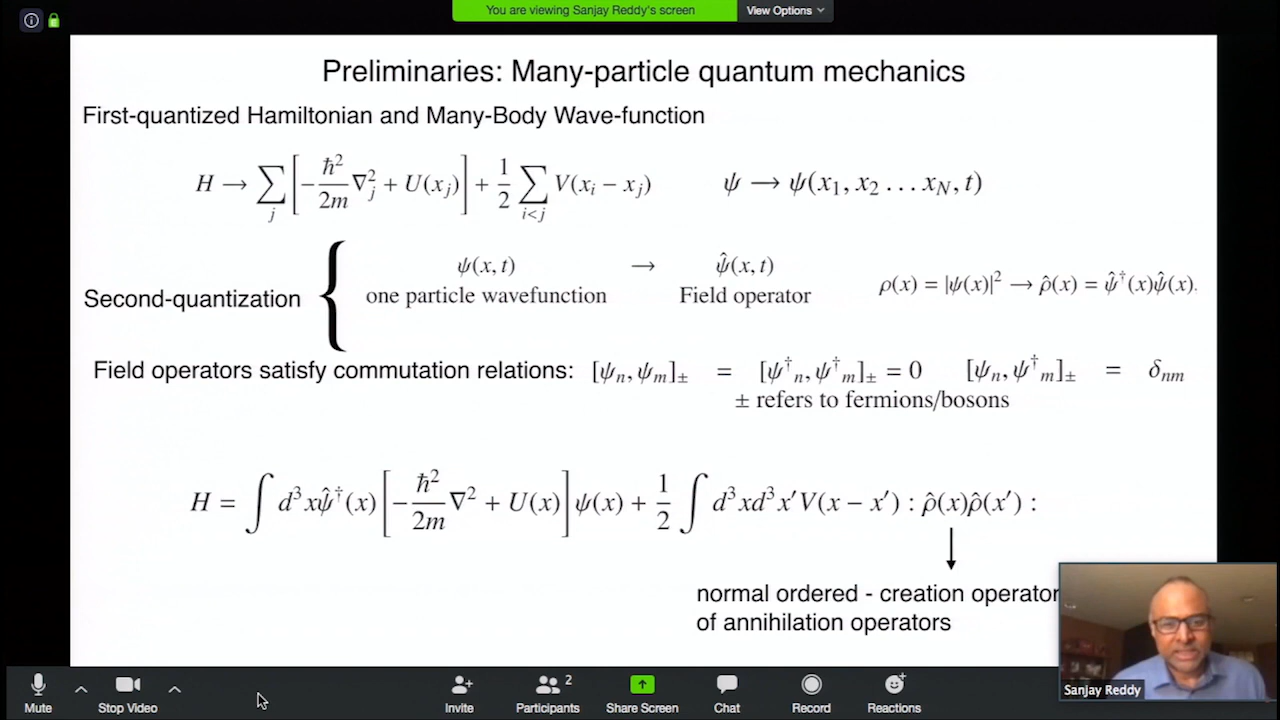 You are viewing Sanjay Reddy's screen View Options
Preliminaries: Many-particle quantum mechanics
First-quantized Hamiltonian and Many-Body Wave-function
H → ∑_j [−ℏ²/2m ∇²_j + U(x_j)] + 1/2 ∑_{i<j} V(x_i − x_j) ψ ⟶ ψ(x_1, x_2 … x_N, t)
ψ(x, t) → ψ̂(x, t)
Second-quantization { one particle wavefunction Field operator ρ(x) = |ψ(x)|² → ρ̂(x) = ψ̂†(x)ψ̂(x).
Field operators satisfy commutation relations: [ψ_n, ψ_m]_± = [ψ†_n, ψ†_m]_± = 0 [ψ_n, ψ†_m]_± = δ_nm
± refers to fermions/bosons
H = ∫ d³x ψ̂†(x) [−ℏ²/2m ∇² + U(x)] ψ(x) + 1/2 ∫ d³x d³x′ V(x − x′) : ρ̂(x)ρ̂(x′) :
normal ordered - creation operator
of annihilation operators
Sanjay Reddy
Mute Stop Video Invite Participants 2 Share Screen Chat Record Reactions